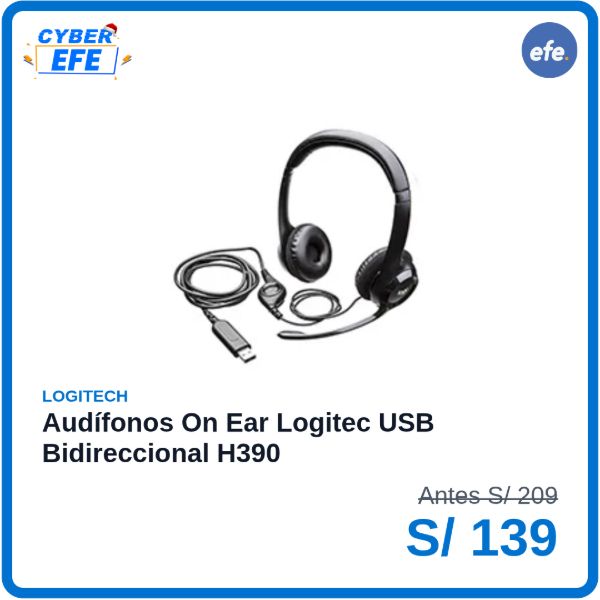 CYBER
EFE
efe.
LOGITECH
Audífonos On Ear Logitec USB
Bidireccional H390
Antes S/ 209
S/ 139